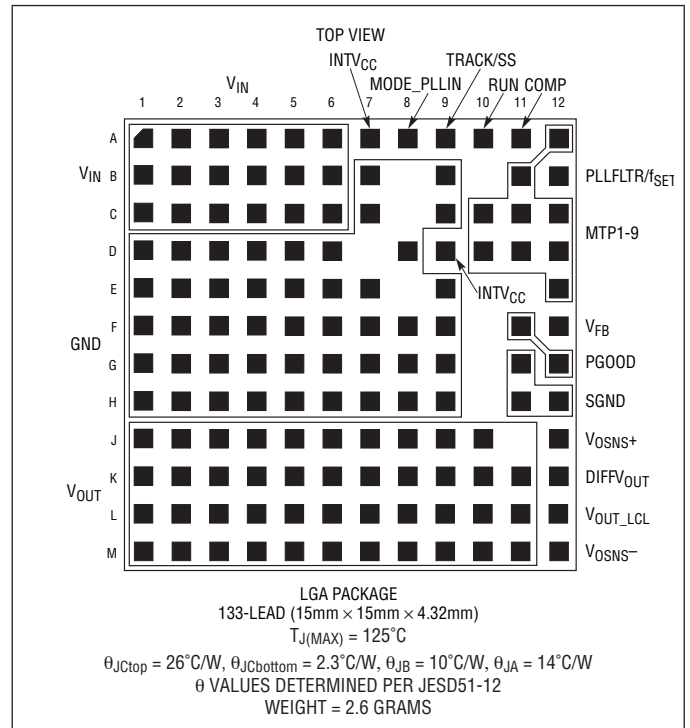 TOP VIEW
INTVCC TRACK/SS
VIN MODE_PLLIN RUN COMP
1 2 3 4 5 6 7 8 9 10 11 12
A
VIN B PLLFLTR/fSET
C MTP1-9
D
E INTVCC
GND F VFB
G PGOOD
H SGND
J VOSNS+
VOUT K DIFFVOUT
L VOUT_LCL
M VOSNS–
LGA PACKAGE
133-LEAD (15mm × 15mm × 4.32mm)
TJ(MAX) = 125°C
θJCtop = 26°C/W, θJCbottom = 2.3°C/W, θJB = 10°C/W, θJA = 14°C/W
θ VALUES DETERMINED PER JESD51-12
WEIGHT = 2.6 GRAMS